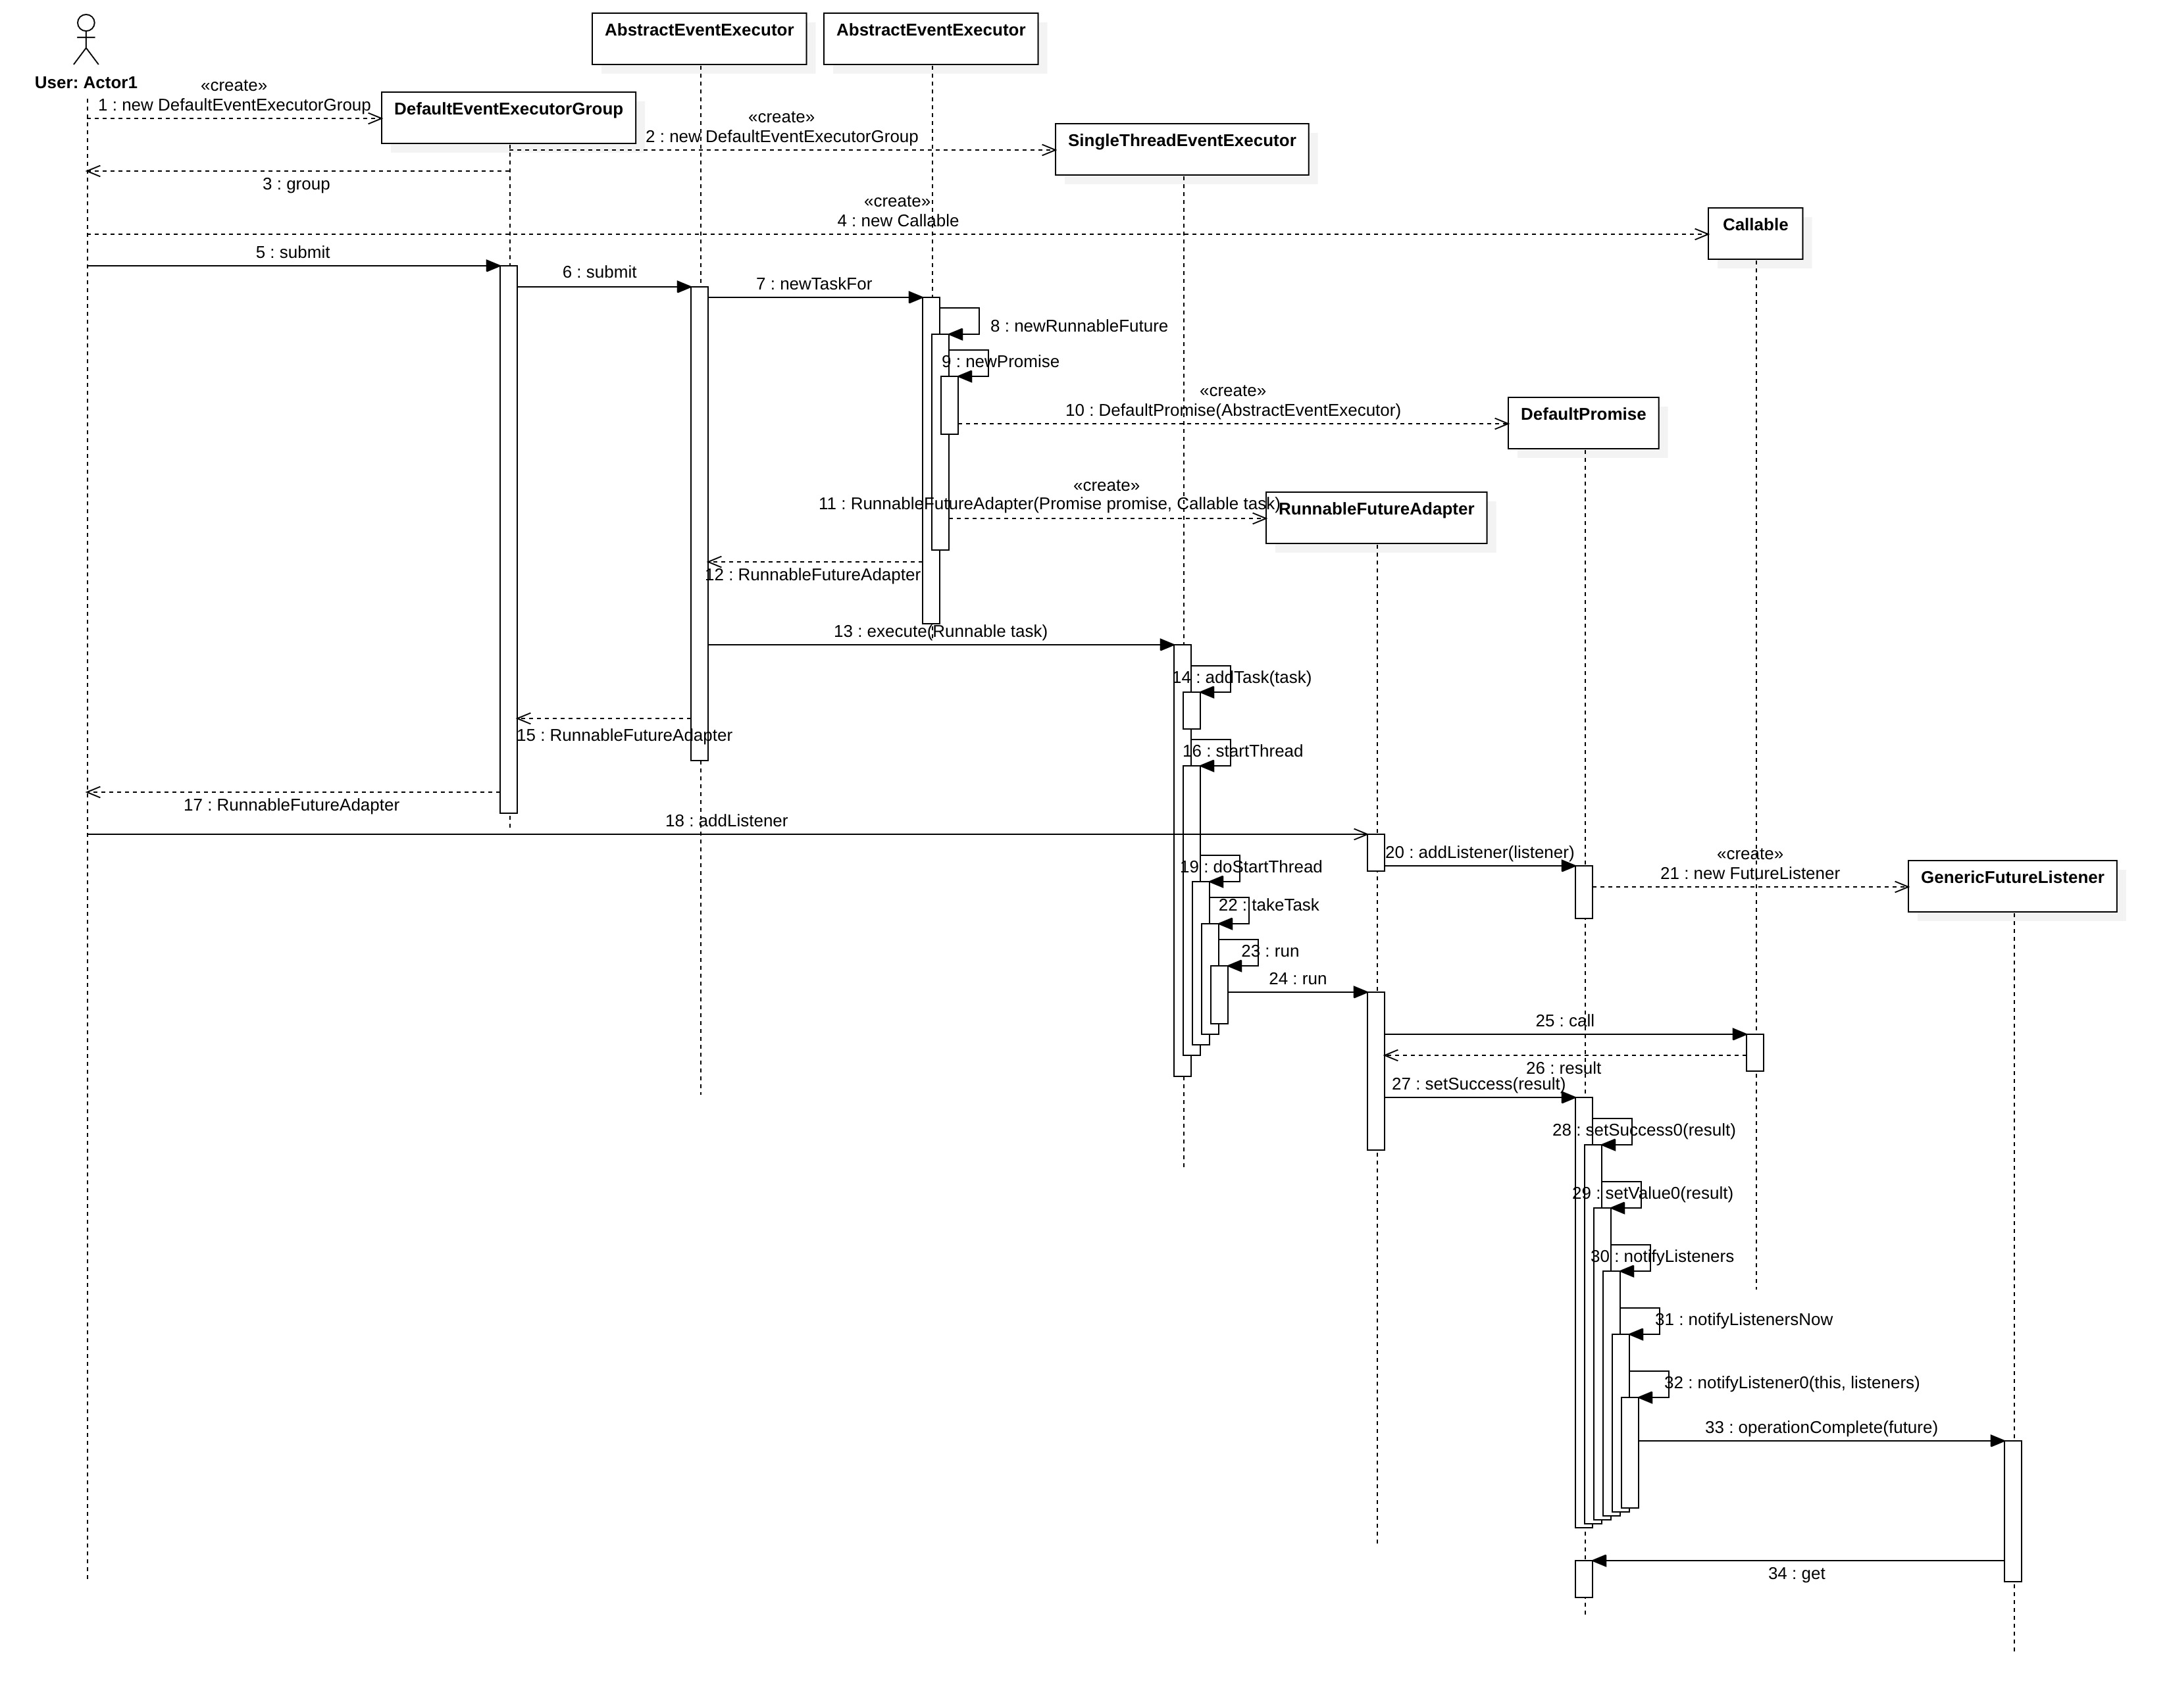 AbstractEventExecutor
AbstractEventExecutor
User: Actor1
«create»
1 : new DefaultEventExecutorGroup
DefaultEventExecutorGroup
«create»
2 : new DefaultEventExecutorGroup
SingleThreadEventExecutor
3 : group
«create»
4 : new Callable
Callable
5 : submit
6 : submit
7 : newTaskFor
8 : newRunnableFuture
9 : newPromise
«create»
10 : DefaultPromise(AbstractEventExecutor)
DefaultPromise
«create»
11 : RunnableFutureAdapter(Promise promise, Callable task)
RunnableFutureAdapter
12 : RunnableFutureAdapter
13 : execute(Runnable task)
14 : addTask(task)
15 : RunnableFutureAdapter
16 : startThread
17 : RunnableFutureAdapter
18 : addListener
19 : doStartThread
20 : addListener(listener)
«create»
21 : new FutureListener
GenericFutureListener
22 : takeTask
23 : run
24 : run
25 : call
26 : result
27 : setSuccess(result)
28 : setSuccess0(result)
29 : setValue0(result)
30 : notifyListeners
31 : notifyListenersNow
32 : notifyListener0(this, listeners)
33 : operationComplete(future)
34 : get